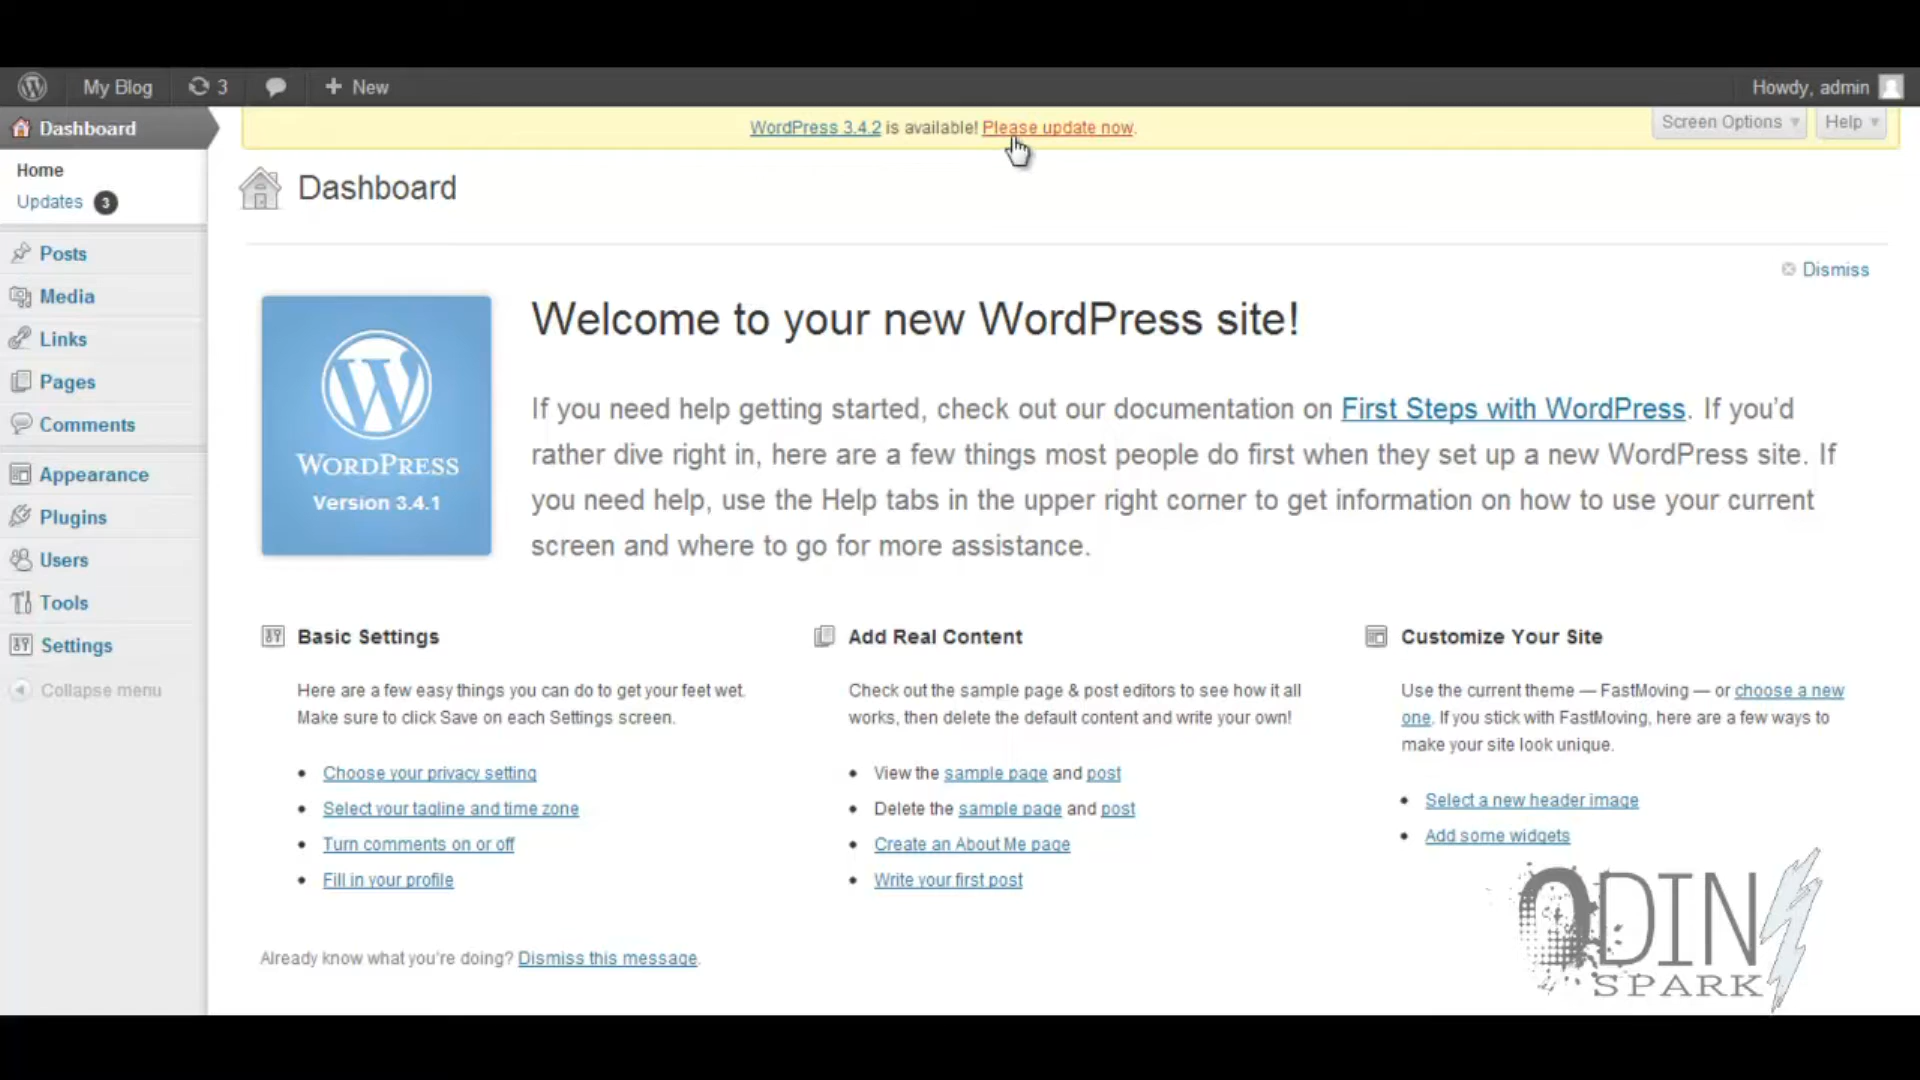 My Blog 3 New Howdy, admin
Dashboard
WordPress 3.4.2 is available! Please update now.
Screen Options Help
Home
Updates 3
Posts
Media
Links
Pages
Comments
Appearance
Plugins
Users
Tools
Settings
Collapse menu
Dashboard
Dismiss
WORDPRESS
Version 3.4.1
Welcome to your new WordPress site!
If you need help getting started, check out our documentation on First Steps with WordPress. If you'd
rather dive right in, here are a few things most people do first when they set up a new WordPress site. If
you need help, use the Help tabs in the upper right corner to get information on how to use your current
screen and where to go for more assistance.
Basic Settings
Here are a few easy things you can do to get your feet wet.
Make sure to click Save on each Settings screen.
• Choose your privacy setting
• Select your tagline and time zone
• Turn comments on or off
• Fill in your profile
Add Real Content
Check out the sample page & post editors to see how it all
works, then delete the default content and write your own!
• View the sample page and post
• Delete the sample page and post
• Create an About Me page
• Write your first post
Customize Your Site
Use the current theme — FastMoving — or choose a new
one. If you stick with FastMoving, here are a few ways to
make your site look unique.
• Select a new header image
• Add some widgets
Already know what you're doing? Dismiss this message.
ODIN
SPARK